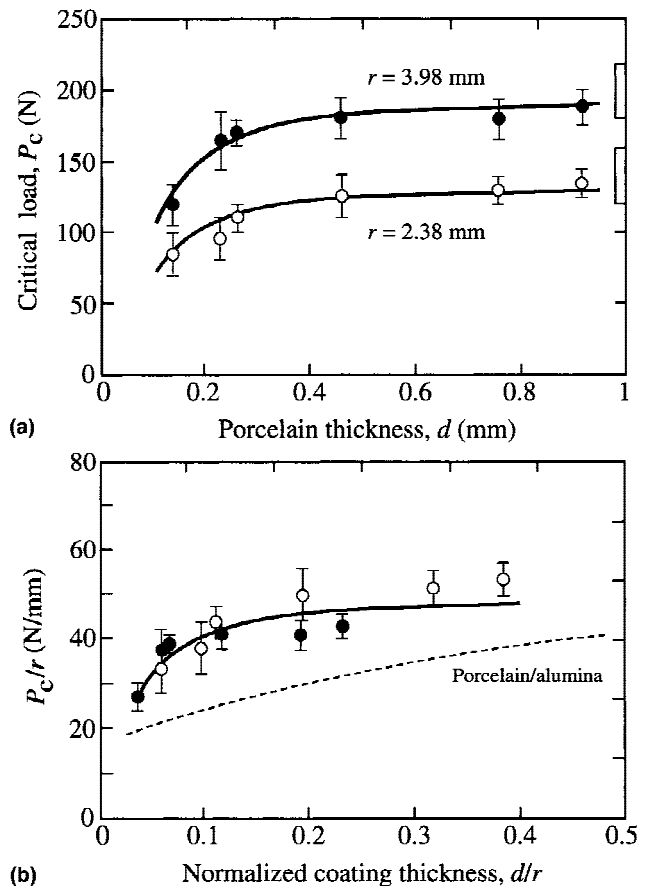 250
200
150
100
50
0
Critical load, Pc (N)
r = 3.98 mm
r = 2.38 mm
0
0.2
0.4
0.6
0.8
1
(a)
Porcelain thickness, d (mm)
80
60
40
20
0
Pc/r (N/mm)
Porcelain/alumina
0
0.1
0.2
0.3
0.4
0.5
(b)
Normalized coating thickness, d/r